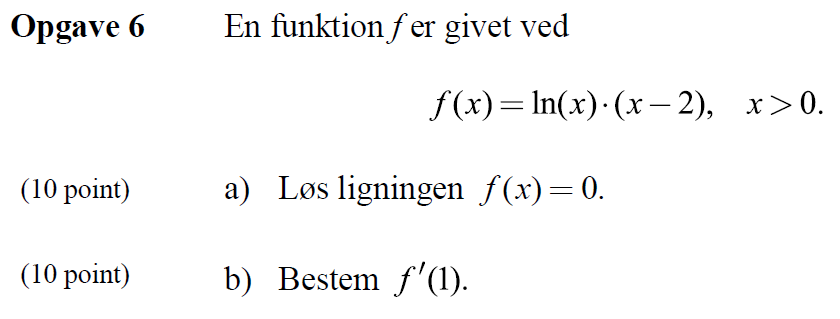 Opgave 6 En funktion f er givet ved
f(x) = ln(x)·(x − 2), x > 0.
(10 point) a) Løs ligningen f(x) = 0.
(10 point) b) Bestem f′(1).